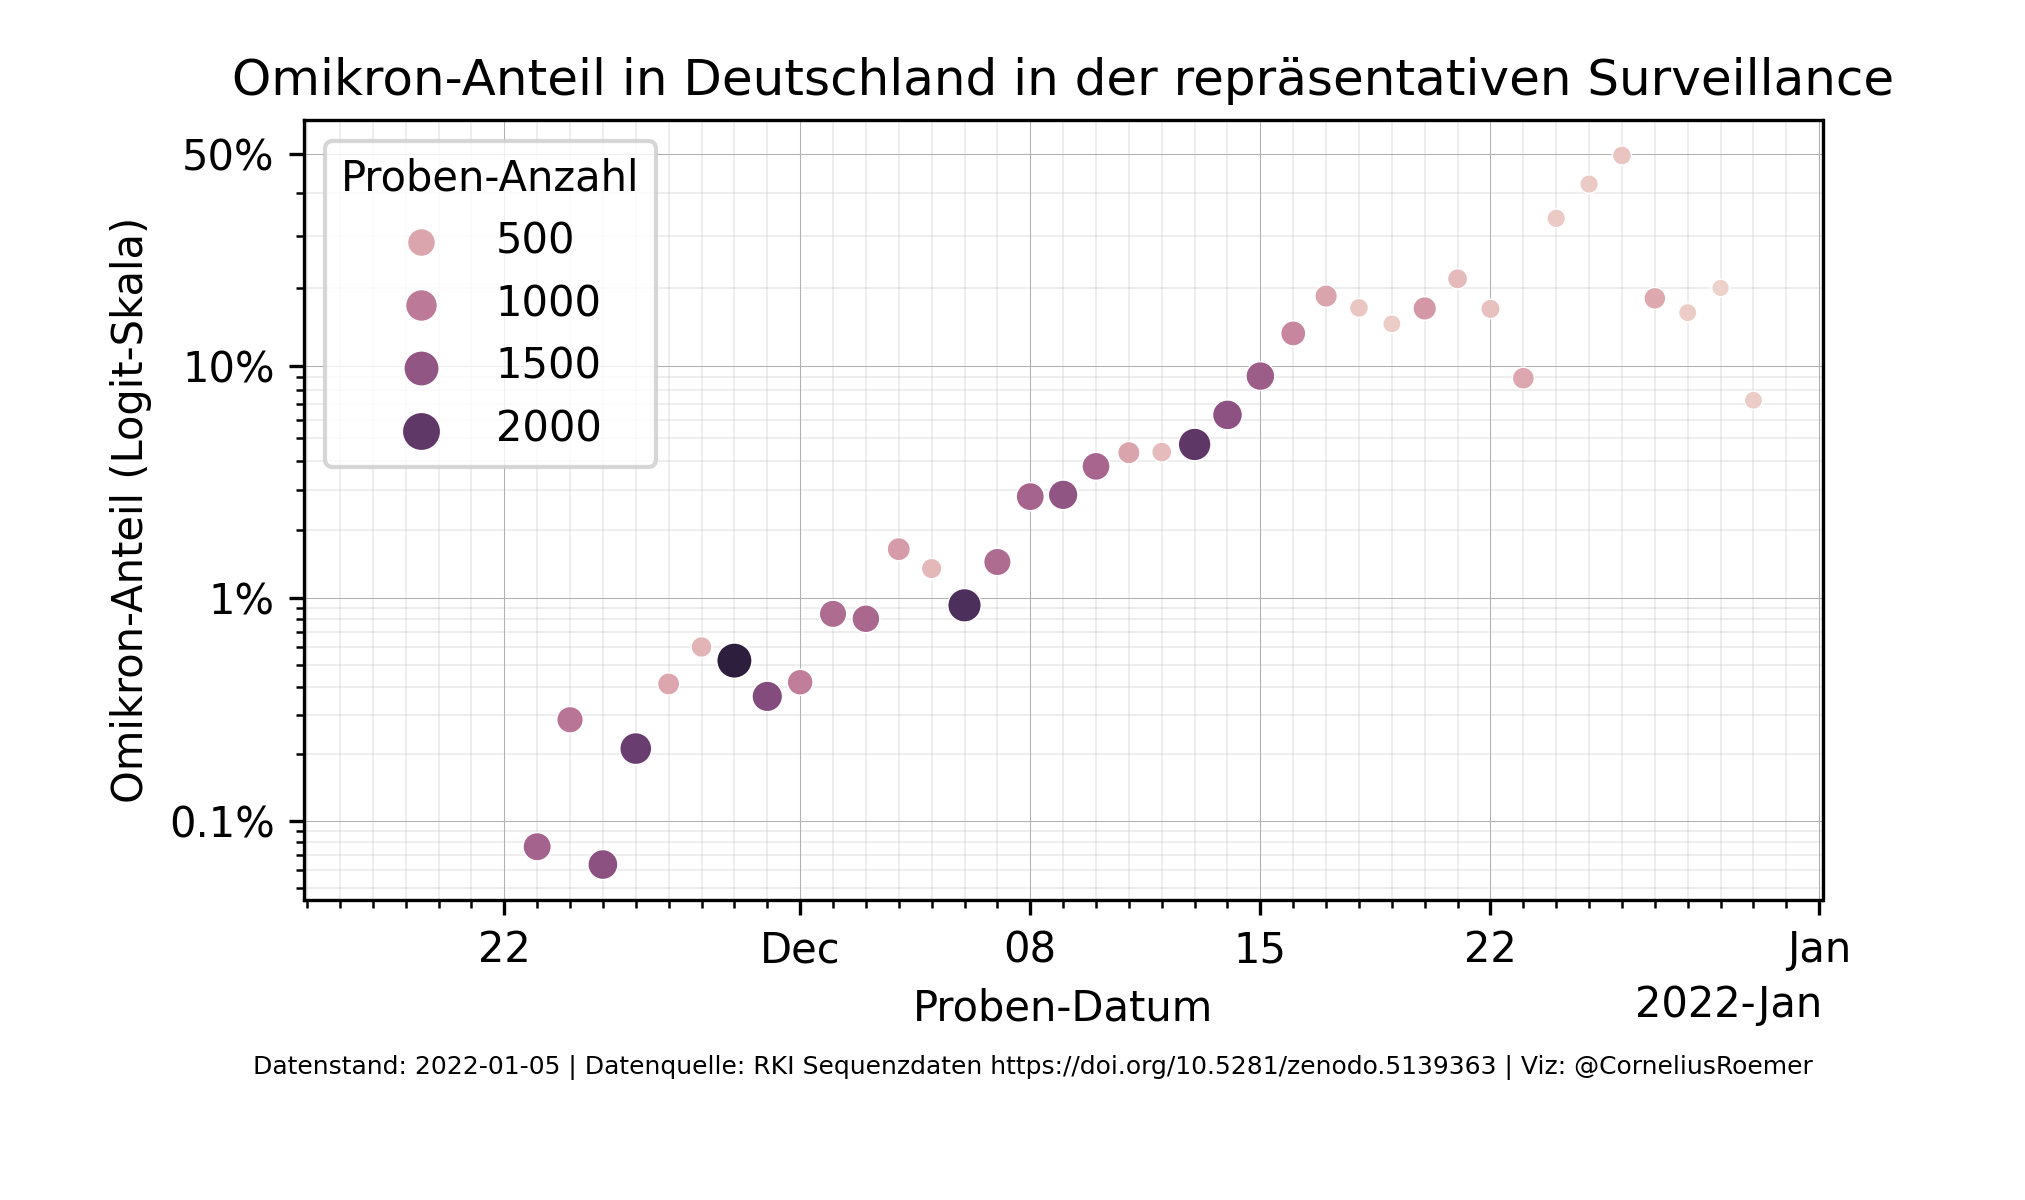 Omikron-Anteil in Deutschland in der repräsentativen Surveillance
Omikron-Anteil (Logit-Skala)
50%
10%
1%
0.1%
Proben-Anzahl
500
1000
1500
2000
22 Dec 08 15 22 Jan
Proben-Datum
2022-Jan
Datenstand: 2022-01-05 | Datenquelle: RKI Sequenzdaten https://doi.org/10.5281/zenodo.5139363 | Viz: @CorneliusRoemer